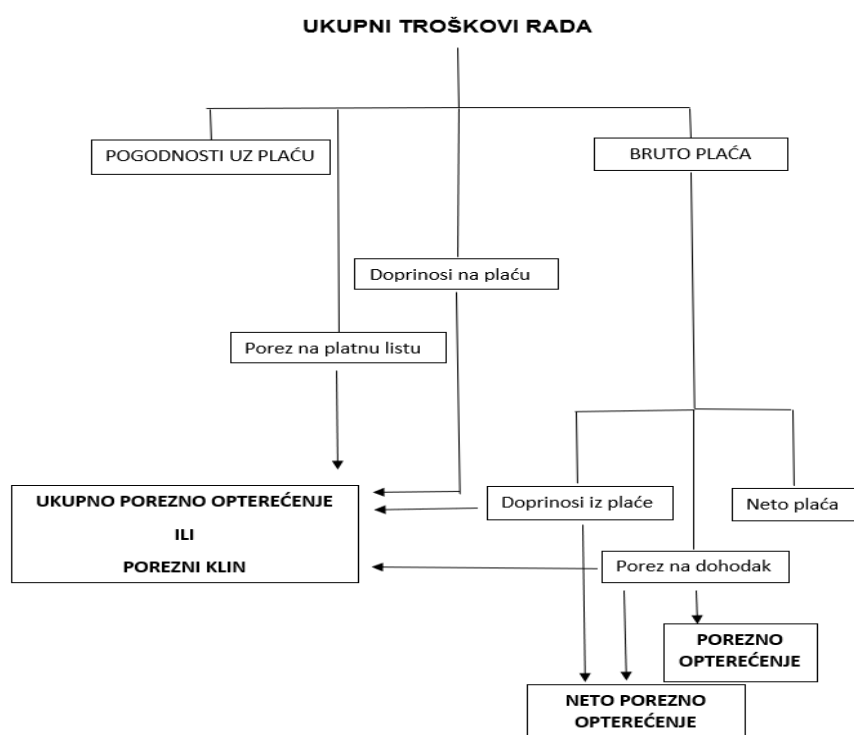 UKUPNI TROŠKOVI RADA
POGODNOSTI UZ PLAĆU
BRUTO PLAĆA
Doprinosi na plaću
Porez na platnu listu
UKUPNO POREZNO OPTEREĆENJE
ILI
POREZNI KLIN
Doprinosi iz plaće
Neto plaća
Porez na dohodak
POREZNO
OPTEREĆENJE
NETO POREZNO
OPTEREĆENJE